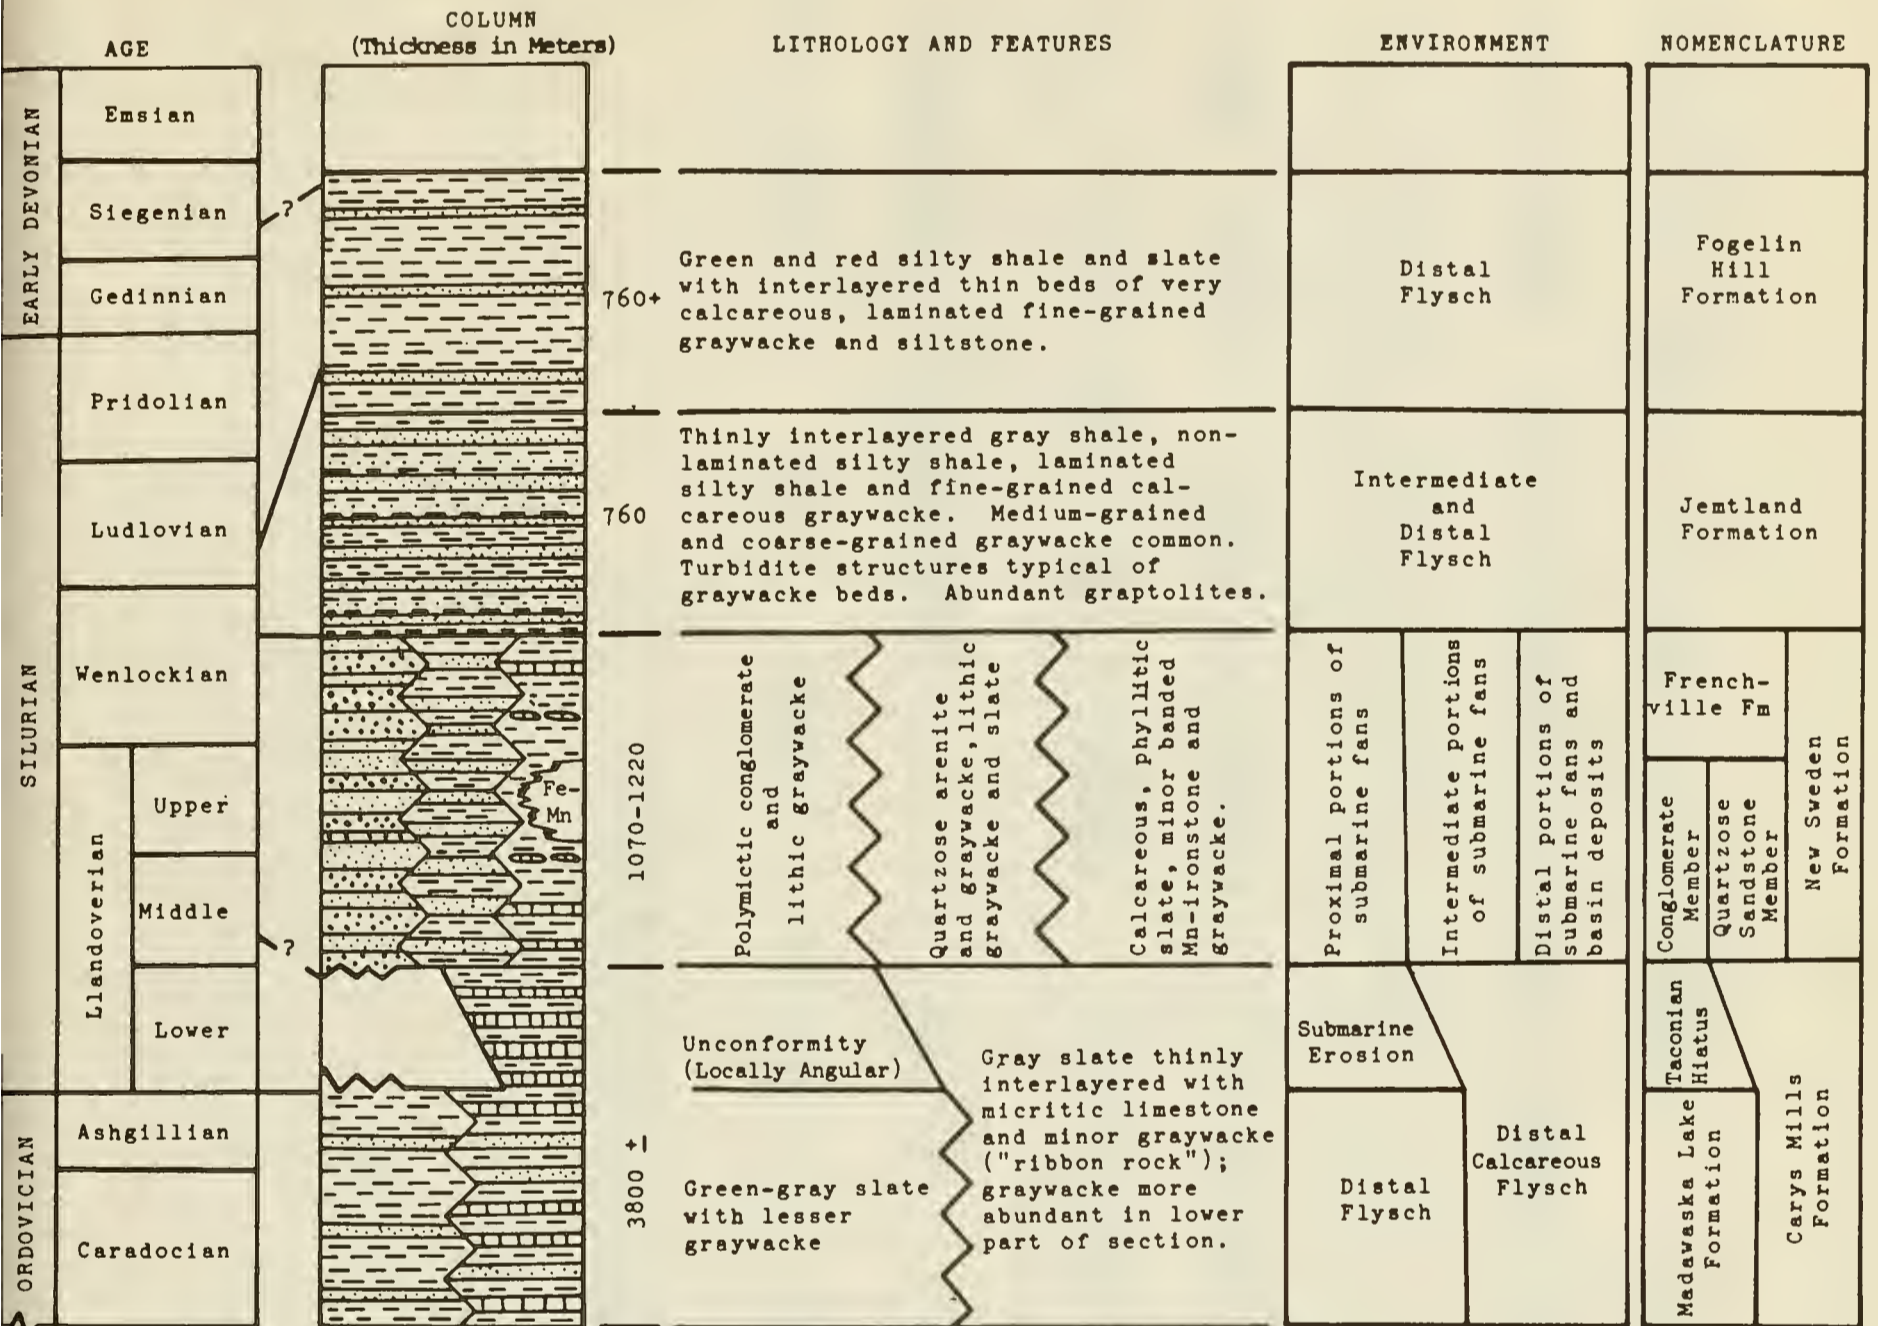 AGE
COLUMN
(Thickness in Meters)
LITHOLOGY AND FEATURES
ENVIRONMENT
NOMENCLATURE
EARLY DEVONIAN
Emsian
Siegenian
Gedinnian
SILURIAN
Pridolian
Ludlovian
Wenlockian
Llandoverian
Upper
Middle
Lower
ORDOVICIAN
Ashgillian
Caradocian
?
?
Fe-
Mn
760+
760
1070-1220
3800 ±
Green and red silty shale and slate
with interlayered thin beds of very
calcareous, laminated fine-grained
graywacke and siltstone.
Thinly interlayered gray shale, non-
laminated silty shale, laminated
silty shale and fine-grained cal-
careous graywacke. Medium-grained
and coarse-grained graywacke common.
Turbidite structures typical of
graywacke beds. Abundant graptolites.
Polymictic conglomerate
and
lithic graywacke
Quartzose arenite
and graywacke, lithic
graywacke and slate
Calcareous, phyllitic
slate, minor banded
Mn-ironstone and
graywacke.
Unconformity
(Locally Angular)
Green-gray slate
with lesser
graywacke
Gray slate thinly
interlayered with
micritic limestone
and minor graywacke
("ribbon rock");
graywacke more
abundant in lower
part of section.
Distal
Flysch
Intermediate
and
Distal
Flysch
Proximal portions of
submarine fans
Intermediate portions
of submarine fans
Distal portions of
submarine fans and
basin deposits
Submarine
Erosion
Distal
Flysch
Distal
Calcareous
Flysch
Fogelin
Hill
Formation
Jemtland
Formation
French-
ville Fm
Conglomerate
Member
Quartzose
Sandstone
Member
New Sweden
Formation
Taconian
Hiatus
Madawaska Lake
Formation
Carys Mills
Formation